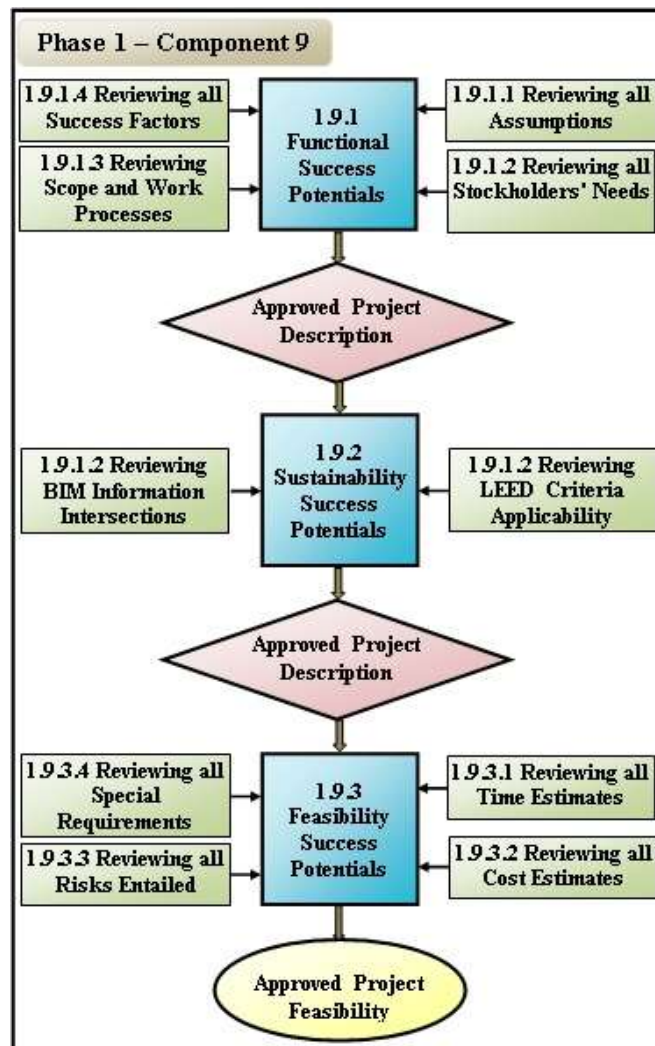 Phase 1 – Component 9
1.9.1.4 Reviewing all
Success Factors
1.9.1.3 Reviewing
Scope and Work
Processes
1.9.1
Functional
Success
Potentials
1.9.1.1 Reviewing all
Assumptions
1.9.1.2 Reviewing all
Stockholders' Needs
Approved Project
Description
1.9.1.2 Reviewing
BIM Information
Intersections
1.9.2
Sustainability
Success
Potentials
1.9.1.2 Reviewing
LEED Criteria
Applicability
Approved Project
Description
1.9.3.4 Reviewing all
Special
Requirements
1.9.3.3 Reviewing all
Risks Entailed
1.9.3
Feasibility
Success
Potentials
1.9.3.1 Reviewing all
Time Estimates
1.9.3.2 Reviewing all
Cost Estimates
Approved Project
Feasibility